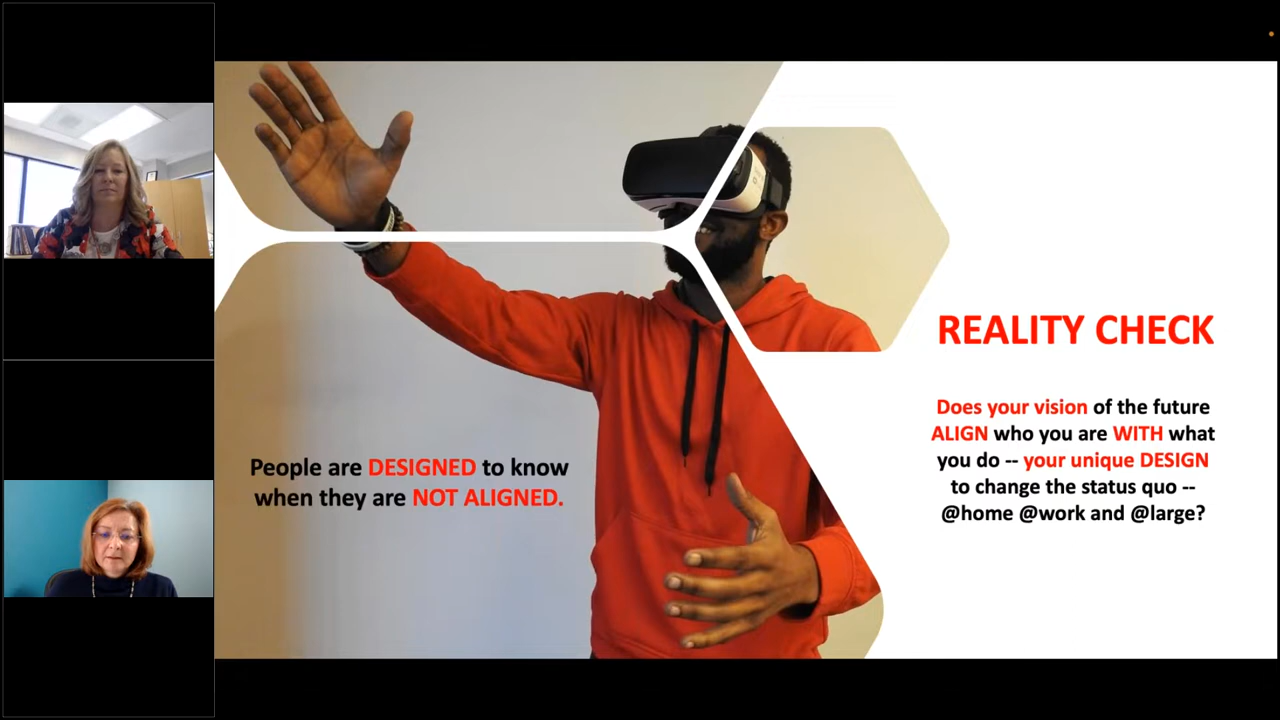 People are DESIGNED to know
when they are NOT ALIGNED.
REALITY CHECK
Does your vision of the future
ALIGN who you are WITH what
you do -- your unique DESIGN
to change the status quo --
@home @work and @large?